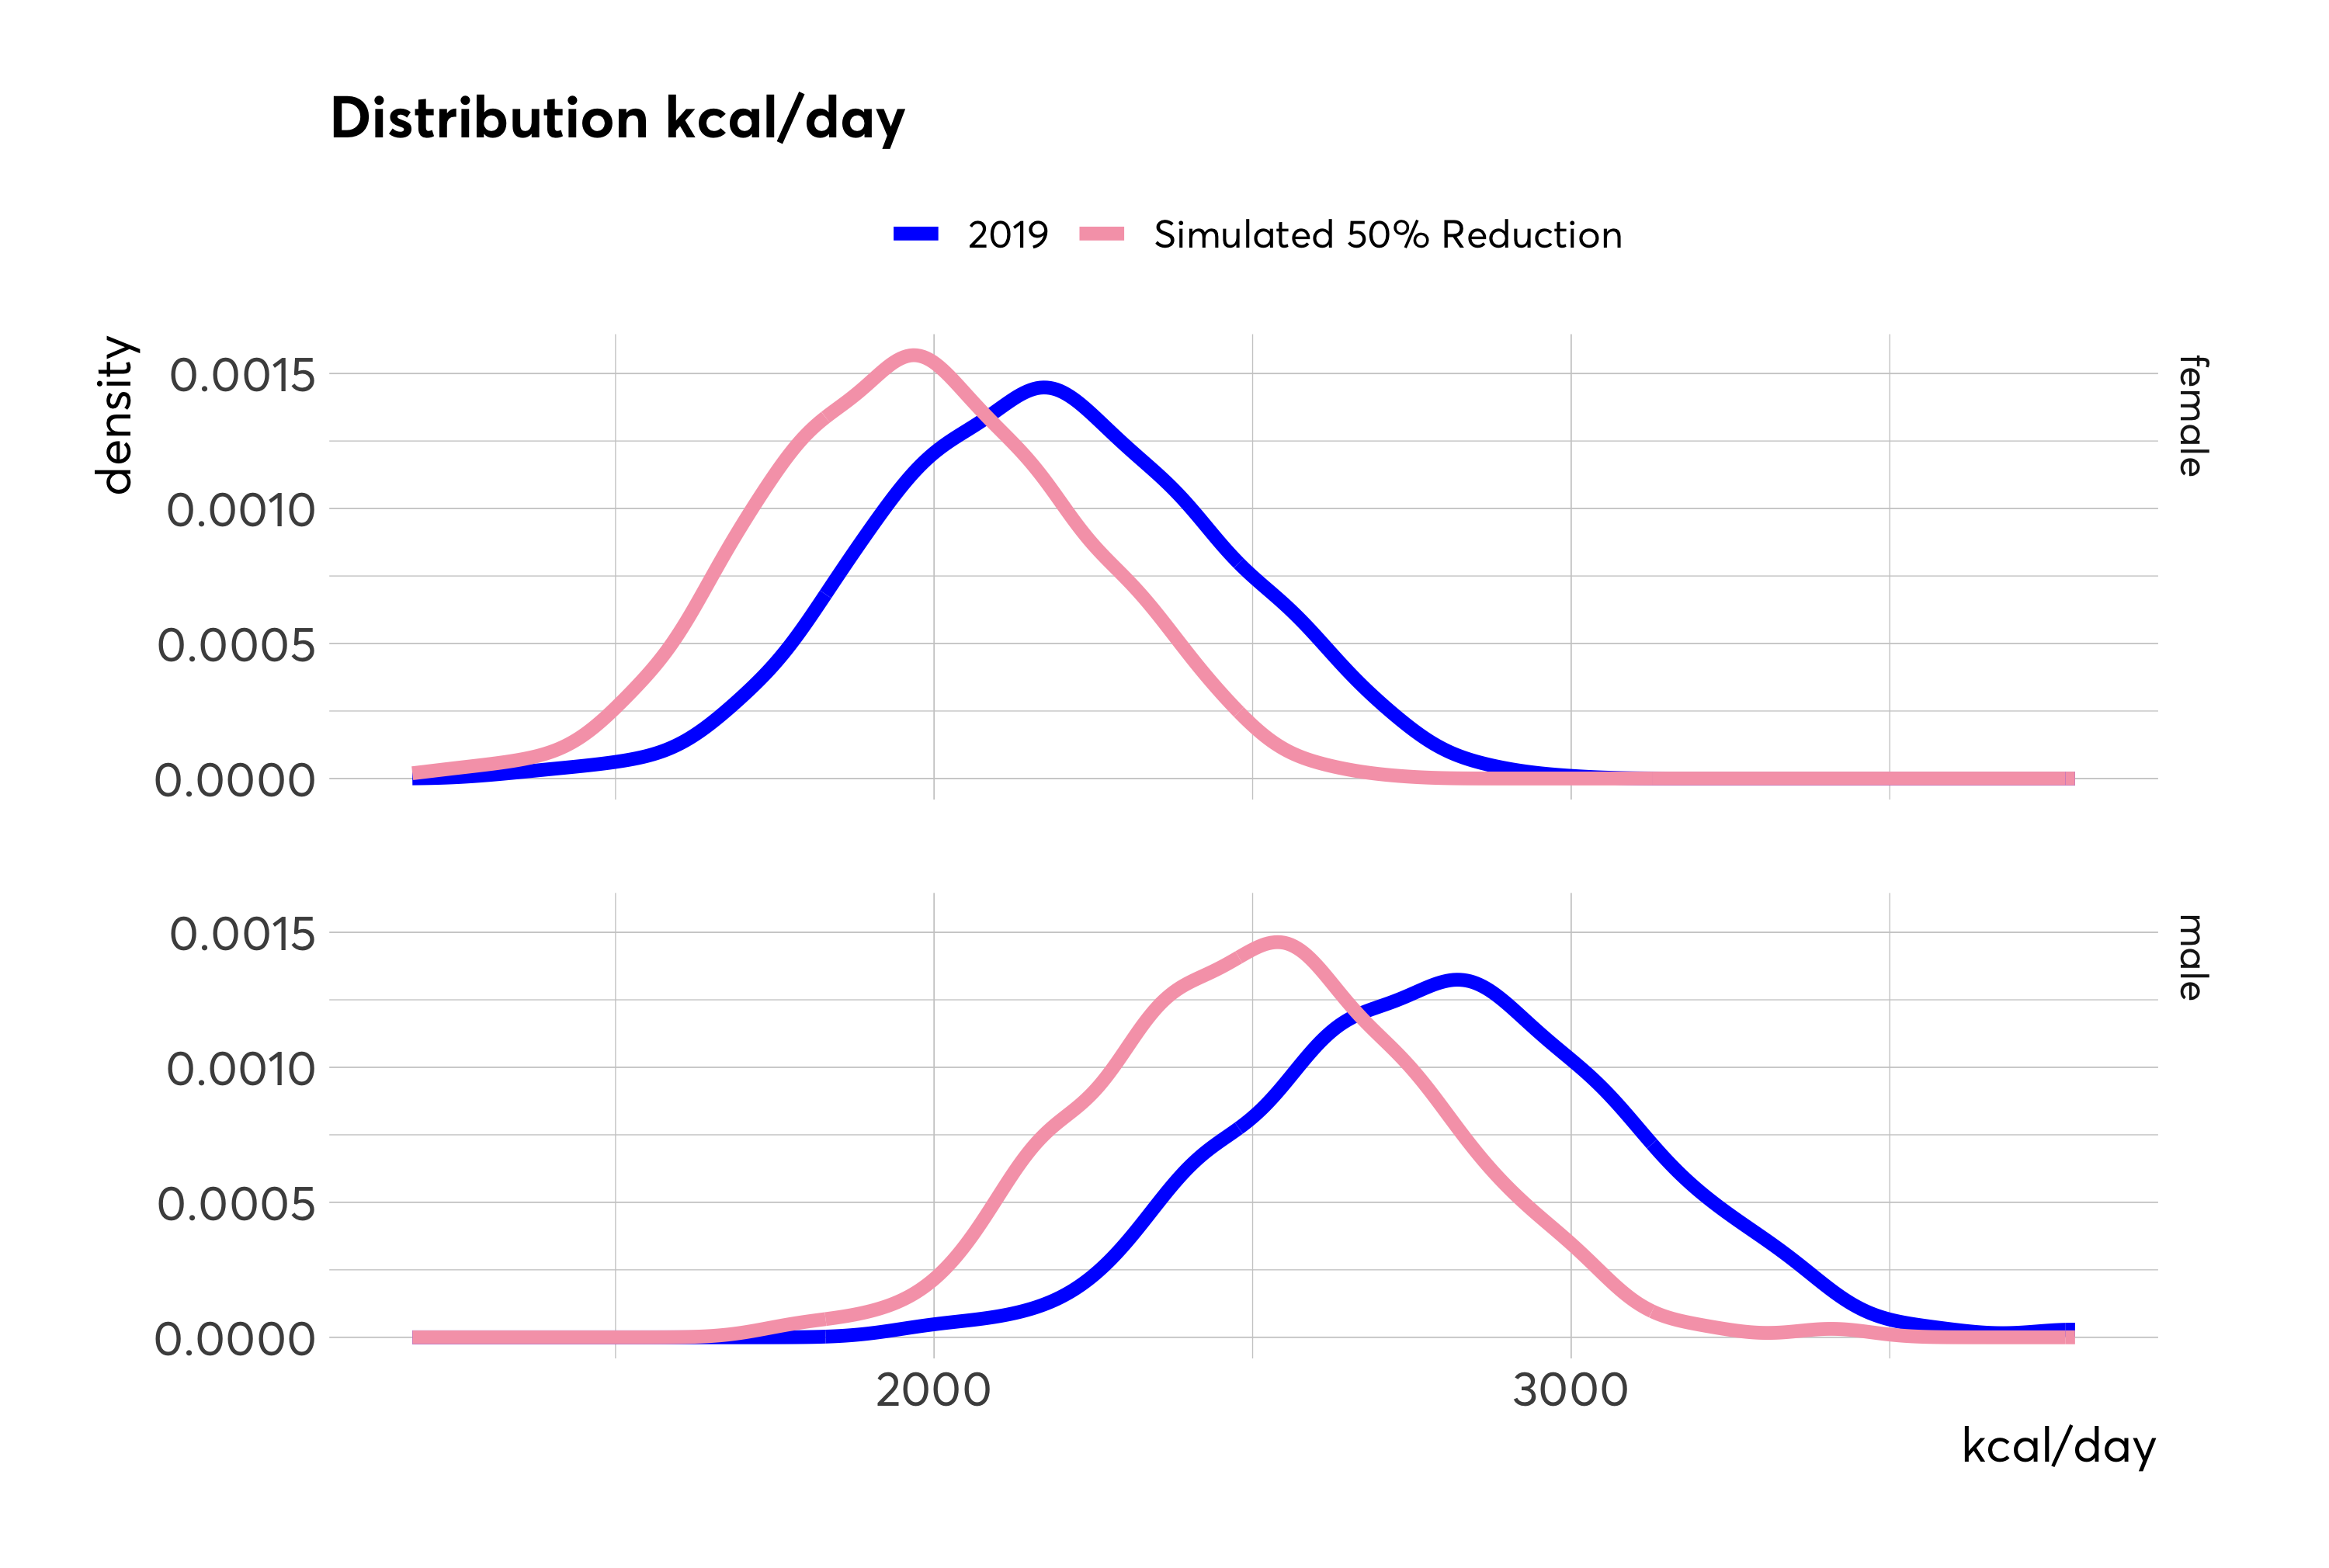 Distribution kcal/day
2019 Simulated 50% Reduction
density
0.0015
0.0010
0.0005
0.0000
female
0.0015
0.0010
0.0005
0.0000
male
2000 3000
kcal/day